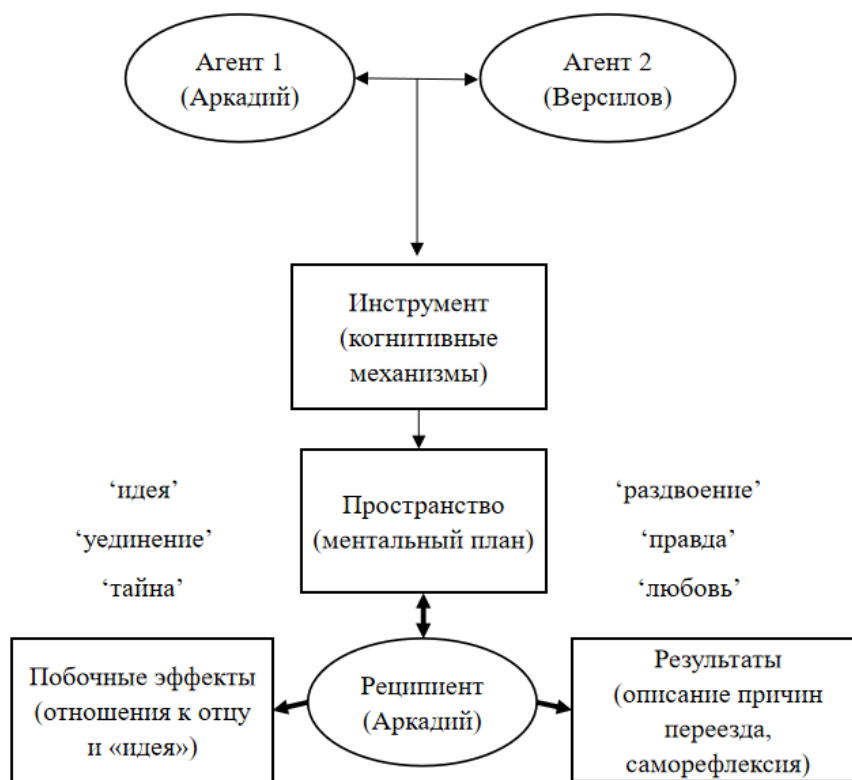 Агент 1
(Аркадий)
Агент 2
(Версилов)
Инструмент
(когнитивные
механизмы)
‘идея’
‘уединение’
‘тайна’
Пространство
(ментальный план)
‘раздвоение’
‘правда’
‘любовь’
Побочные эффекты
(отношения к отцу
и «идея»)
Реципиент
(Аркадий)
Результаты
(описание причин
переезда,
саморефлексия)